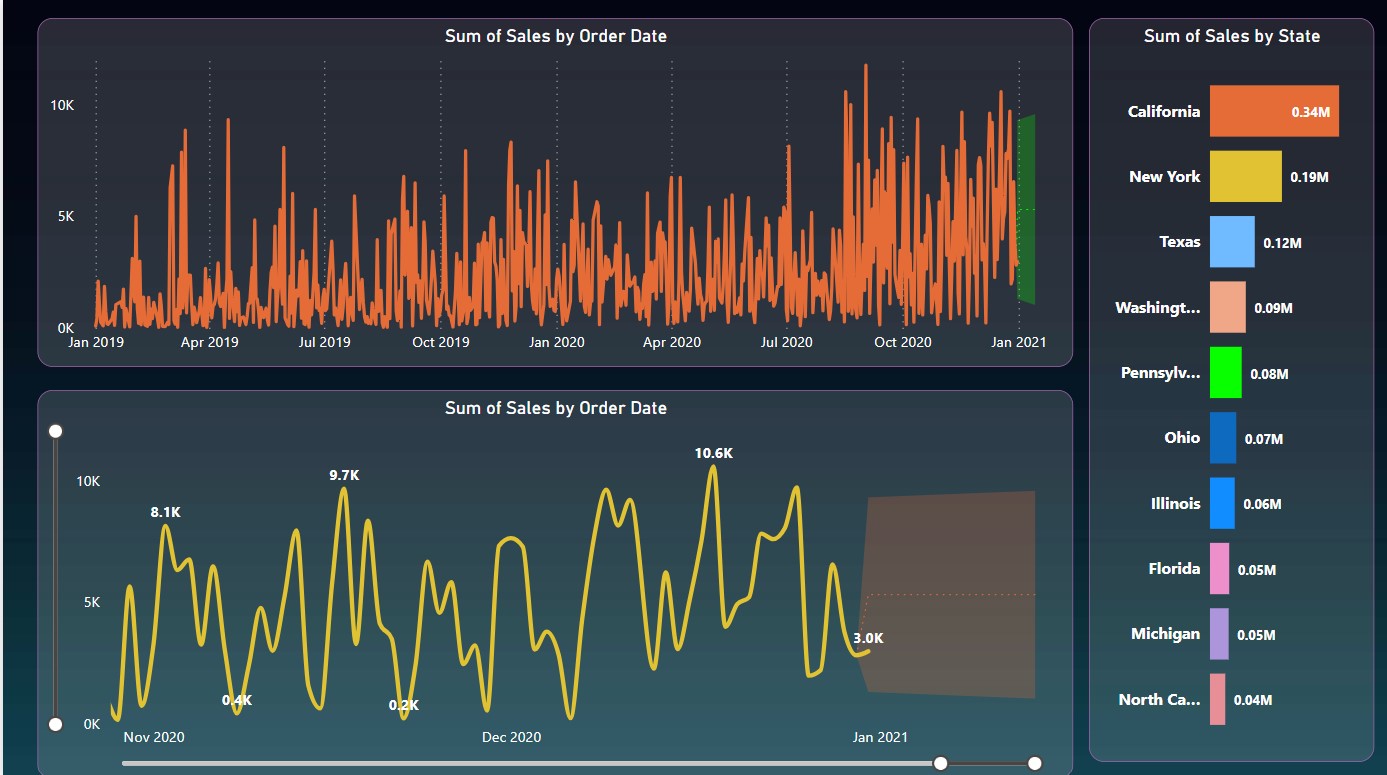 Sum of Sales by Order Date
10K
5K
0K
Jan 2019 Apr 2019 Jul 2019 Oct 2019 Jan 2020 Apr 2020 Jul 2020 Oct 2020 Jan 2021
Sum of Sales by Order Date
10K
5K
0K
8.1K
9.7K
10.6K
0.4K
0.2K
3.0K
Nov 2020 Dec 2020 Jan 2021
Sum of Sales by State
California 0.34M
New York 0.19M
Texas 0.12M
Washingt... 0.09M
Pennsylv... 0.08M
Ohio 0.07M
Illinois 0.06M
Florida 0.05M
Michigan 0.05M
North Ca... 0.04M